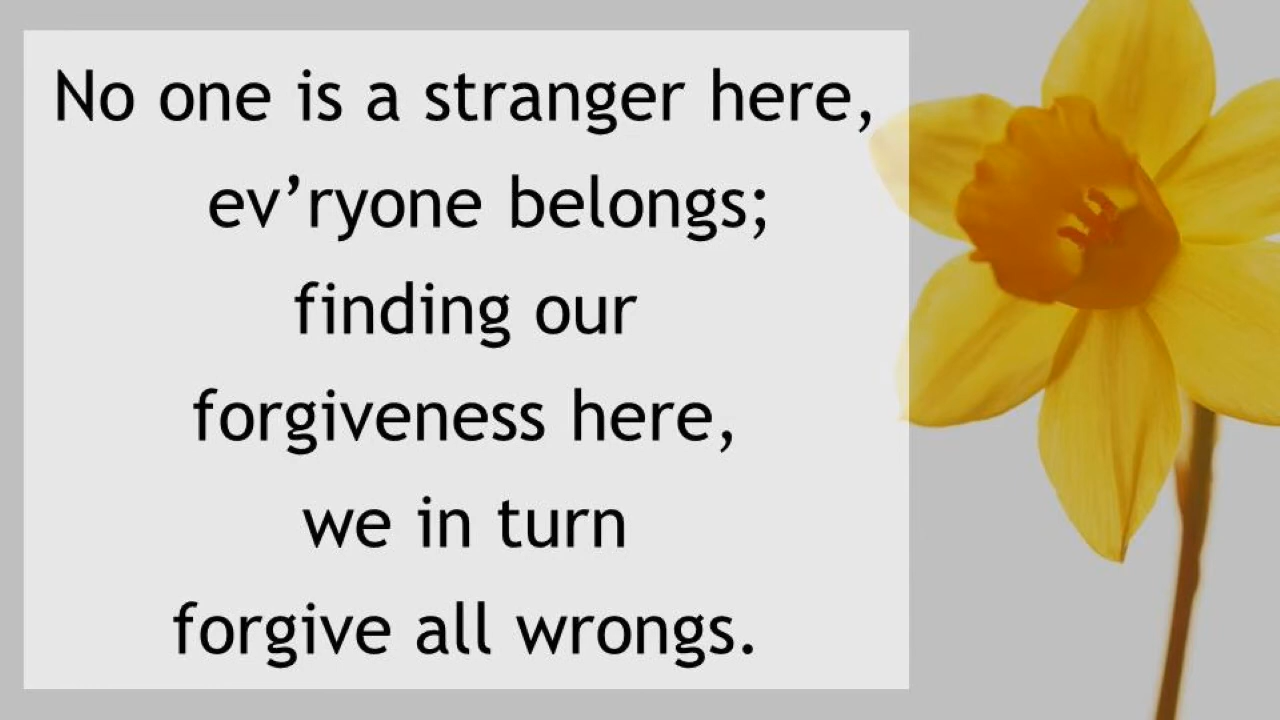 No one is a stranger here,
ev’ryone belongs;
finding our
forgiveness here,
we in turn
forgive all wrongs.